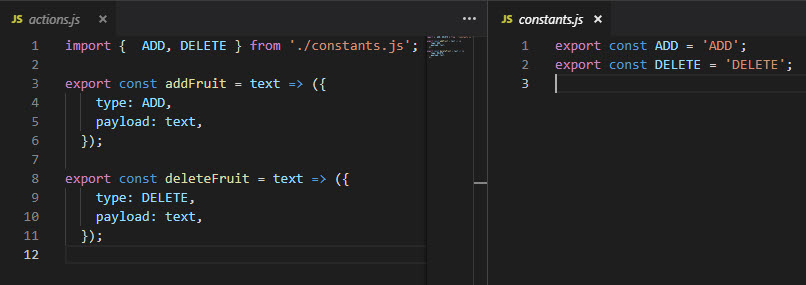 JS actions.js ×
1 import {  ADD, DELETE } from './constants.js';
2
3 export const addFruit = text => ({
4     type: ADD,
5     payload: text,
6   });
7
8 export const deleteFruit = text => ({
9     type: DELETE,
10     payload: text,
11   });
12
JS constants.js ×
1 export const ADD = 'ADD';
2 export const DELETE = 'DELETE';
3